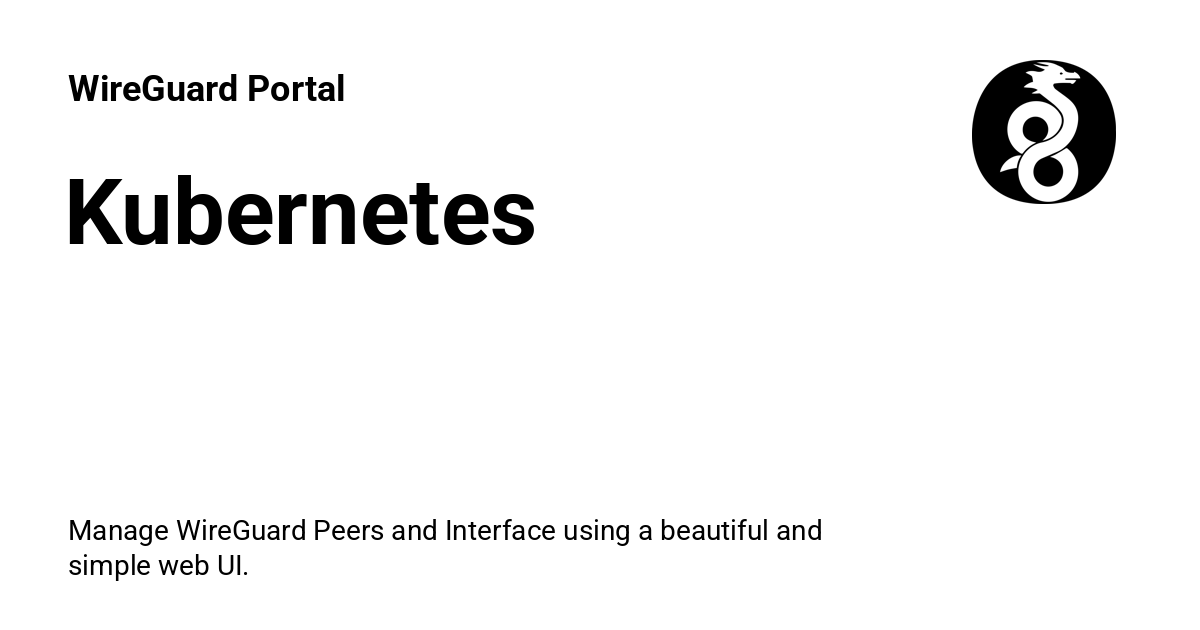 WireGuard Portal
Kubernetes
Manage WireGuard Peers and Interface using a beautiful and
simple web UI.